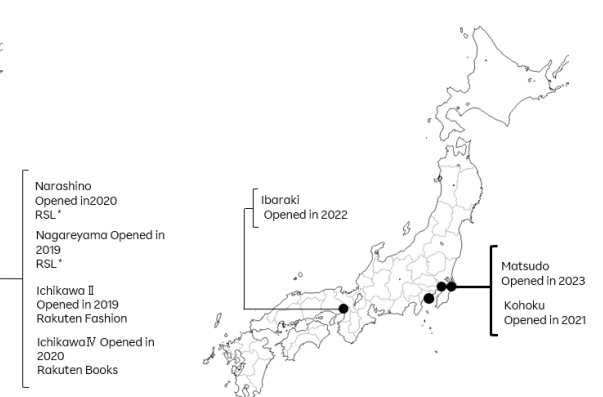 Narashino
Opened in2020
RSL*
Nagareyama Opened in
2019
RSL*
Ichikawa Ⅱ
Opened in 2019
Rakuten Fashion
IchikawaⅣ Opened in
2020
Rakuten Books
Ibaraki
Opened in 2022
Matsudo
Opened in 2023
Kohoku
Opened in 2021